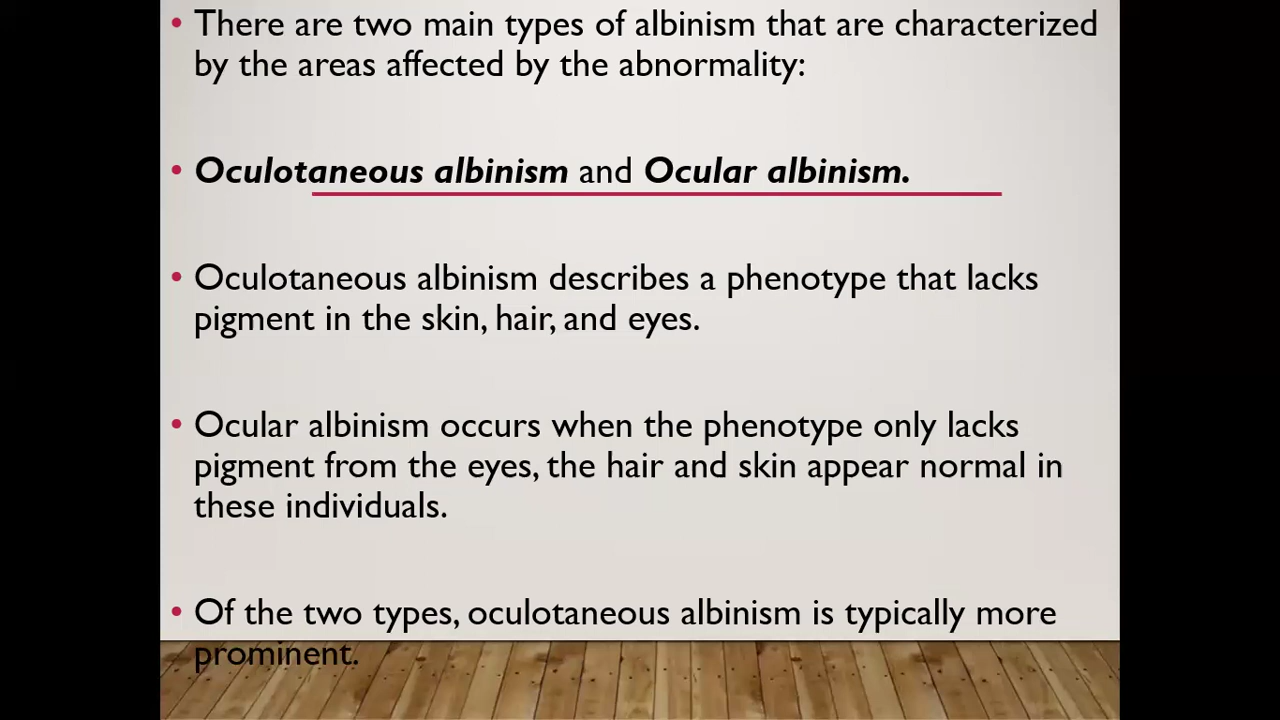 • There are two main types of albinism that are characterized
by the areas affected by the abnormality:
• Oculotaneous albinism and Ocular albinism.
• Oculotaneous albinism describes a phenotype that lacks
pigment in the skin, hair, and eyes.
• Ocular albinism occurs when the phenotype only lacks
pigment from the eyes, the hair and skin appear normal in
these individuals.
• Of the two types, oculotaneous albinism is typically more
prominent.